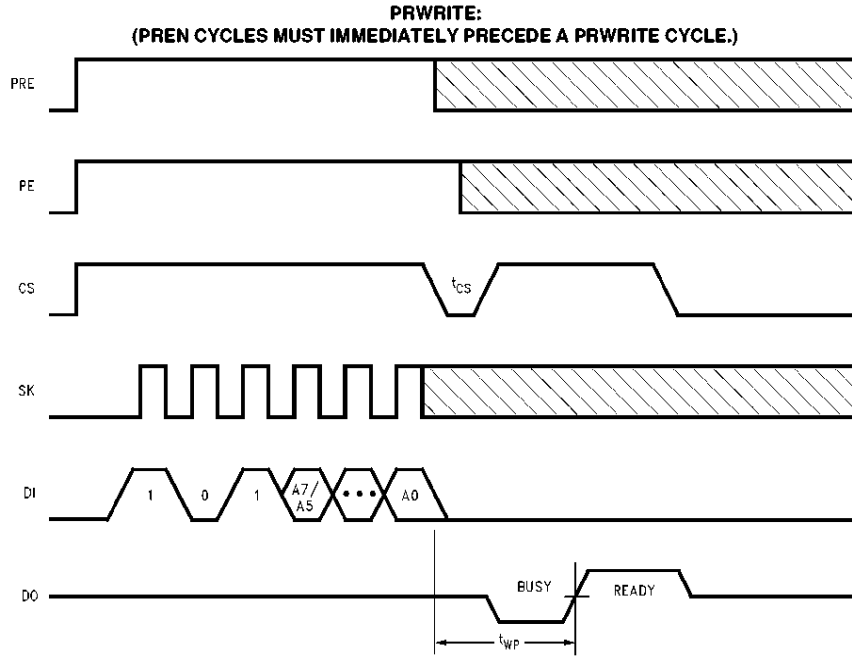 PRWRITE:
(PREN CYCLES MUST IMMEDIATELY PRECEDE A PRWRITE CYCLE.)
PRE
PE
CS
tCS
SK
DI
1
0
1
A7/
A5
•••
A0
DO
BUSY
READY
tWP